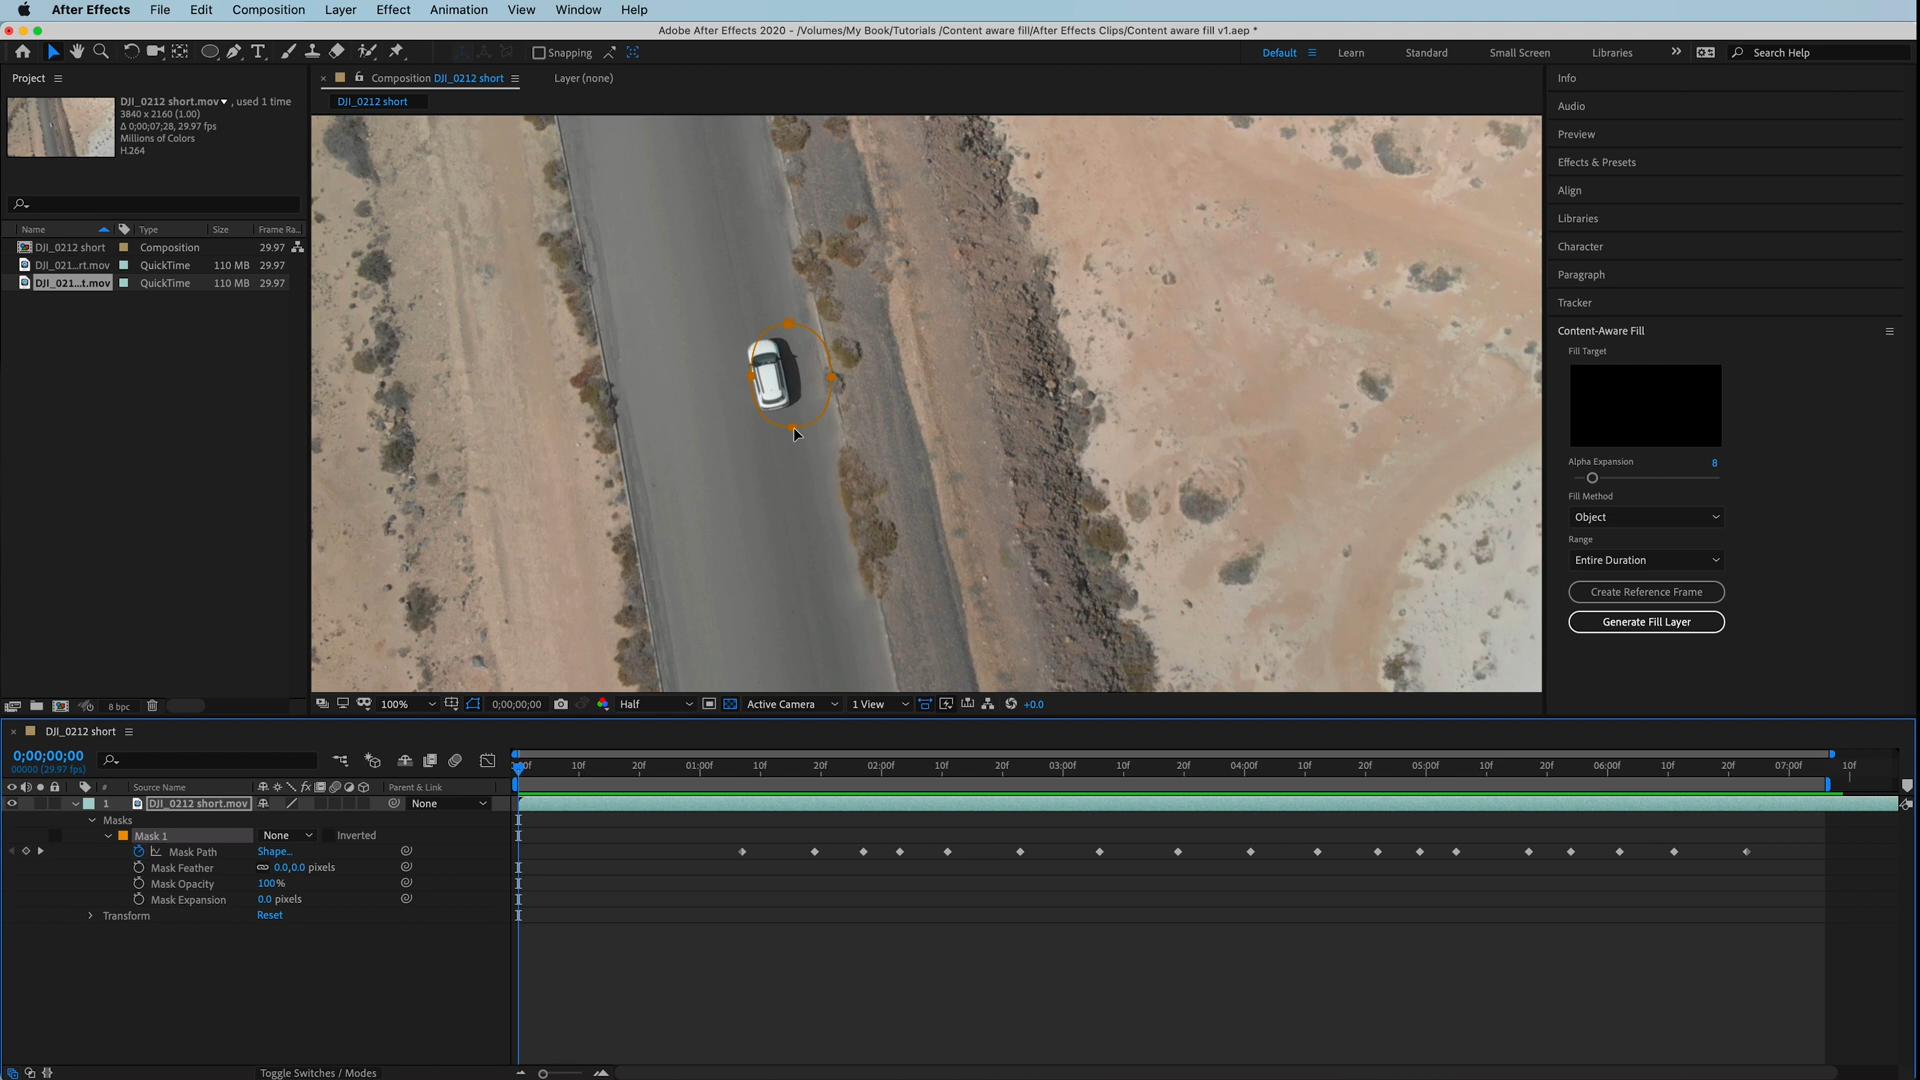 After Effects File Edit Composition Layer Effect Animation View Window Help
Adobe After Effects 2020 - /Volumes/My Book/Tutorials /Content aware fill/After Effects Clips/Content aware fill v1.aep *
Snapping
Default Learn Standard Small Screen Libraries Search Help
Project
DJI_0212 short.mov , used 1 time
3840 x 2160 (1.00)
Δ 0;00;07;28, 29.97 fps
Millions of Colors
H.264
Name Type Size Frame Ra...
DJI_0212 short Composition 29.97
DJI_021...rt.mov QuickTime 110 MB 29.97
DJI_021...t.mov QuickTime 110 MB 29.97
8 bpc
Composition DJI_0212 short Layer (none)
DJI_0212 short
100% 0;00;00;00 Half Active Camera 1 View +0.0
Info
Audio
Preview
Effects & Presets
Align
Libraries
Character
Paragraph
Tracker
Content-Aware Fill
Fill Target
Alpha Expansion 8
Fill Method
Object
Range
Entire Duration
Create Reference Frame
Generate Fill Layer
DJI_0212 short
0;00;00;00
00000 (29.97 fps)
10f 20f 01:00f 10f 20f 02:00f 10f 20f 03:00f 10f 20f 04:00f 10f 20f 05:00f 10f 20f 06:00f 10f 20f 07:00f 10f
# Source Name fx Parent & Link
1 DJI_0212 short.mov None
Masks
Mask 1 None Inverted
Mask Path Shape...
Mask Feather 0.0,0.0 pixels
Mask Opacity 100%
Mask Expansion 0.0 pixels
Transform Reset
Toggle Switches / Modes